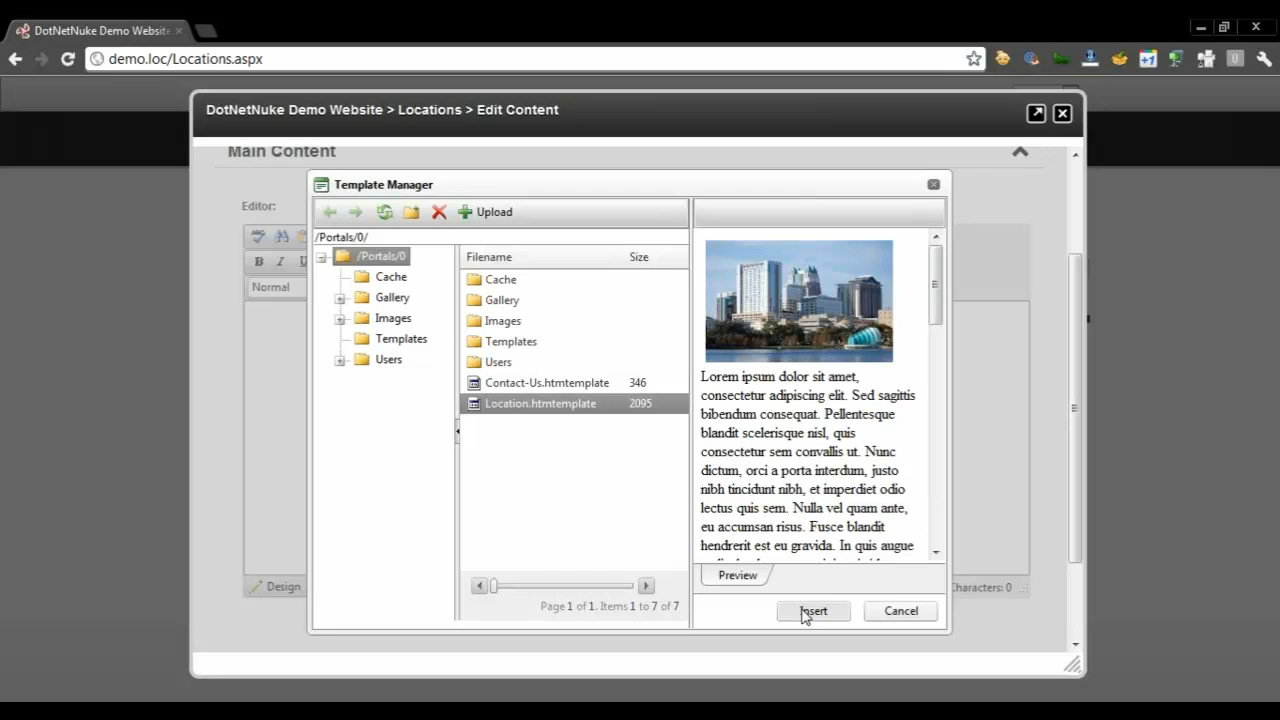 DotNetNuke Demo Website
demo.loc/Locations.aspx
DotNetNuke Demo Website > Locations > Edit Content
Main Content
Template Manager
Editor:
Upload
/Portals/0/
/Portals/0
Cache
Gallery
Images
Templates
Users
Filename Size
Cache
Gallery
Images
Templates
Users
Contact-Us.htmtemplate 346
Location.htmtemplate 2095
Page 1 of 1. Items 1 to 7 of 7
Lorem ipsum dolor sit amet,
consectetur adipiscing elit. Sed sagittis
bibendum consequat. Pellentesque
blandit scelerisque nisl, quis
consectetur sem convallis ut. Nunc
dictum, orci a porta interdum, justo
nibh tincidunt nibh, et imperdiet odio
lectus quis sem. Nulla vel quam ante,
eu accumsan risus. Fusce blandit
hendrerit est eu gravida. In quis augue
Preview
Insert Cancel
B I U
Normal
Design
Characters: 0
+1